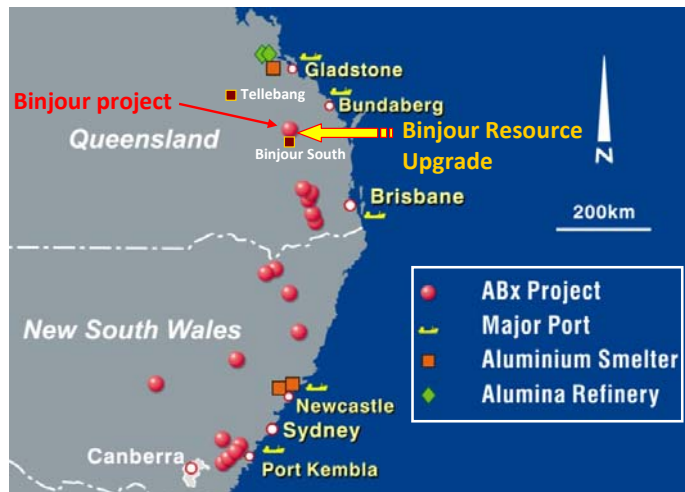 Gladstone
Tellebang
Bundaberg
Binjour project
Queensland
Binjour Resource
Upgrade
Binjour South
N
Brisbane
200km
ABx Project
Major Port
Aluminium Smelter
Alumina Refinery
New South Wales
Newcastle
Sydney
Canberra
Port Kembla